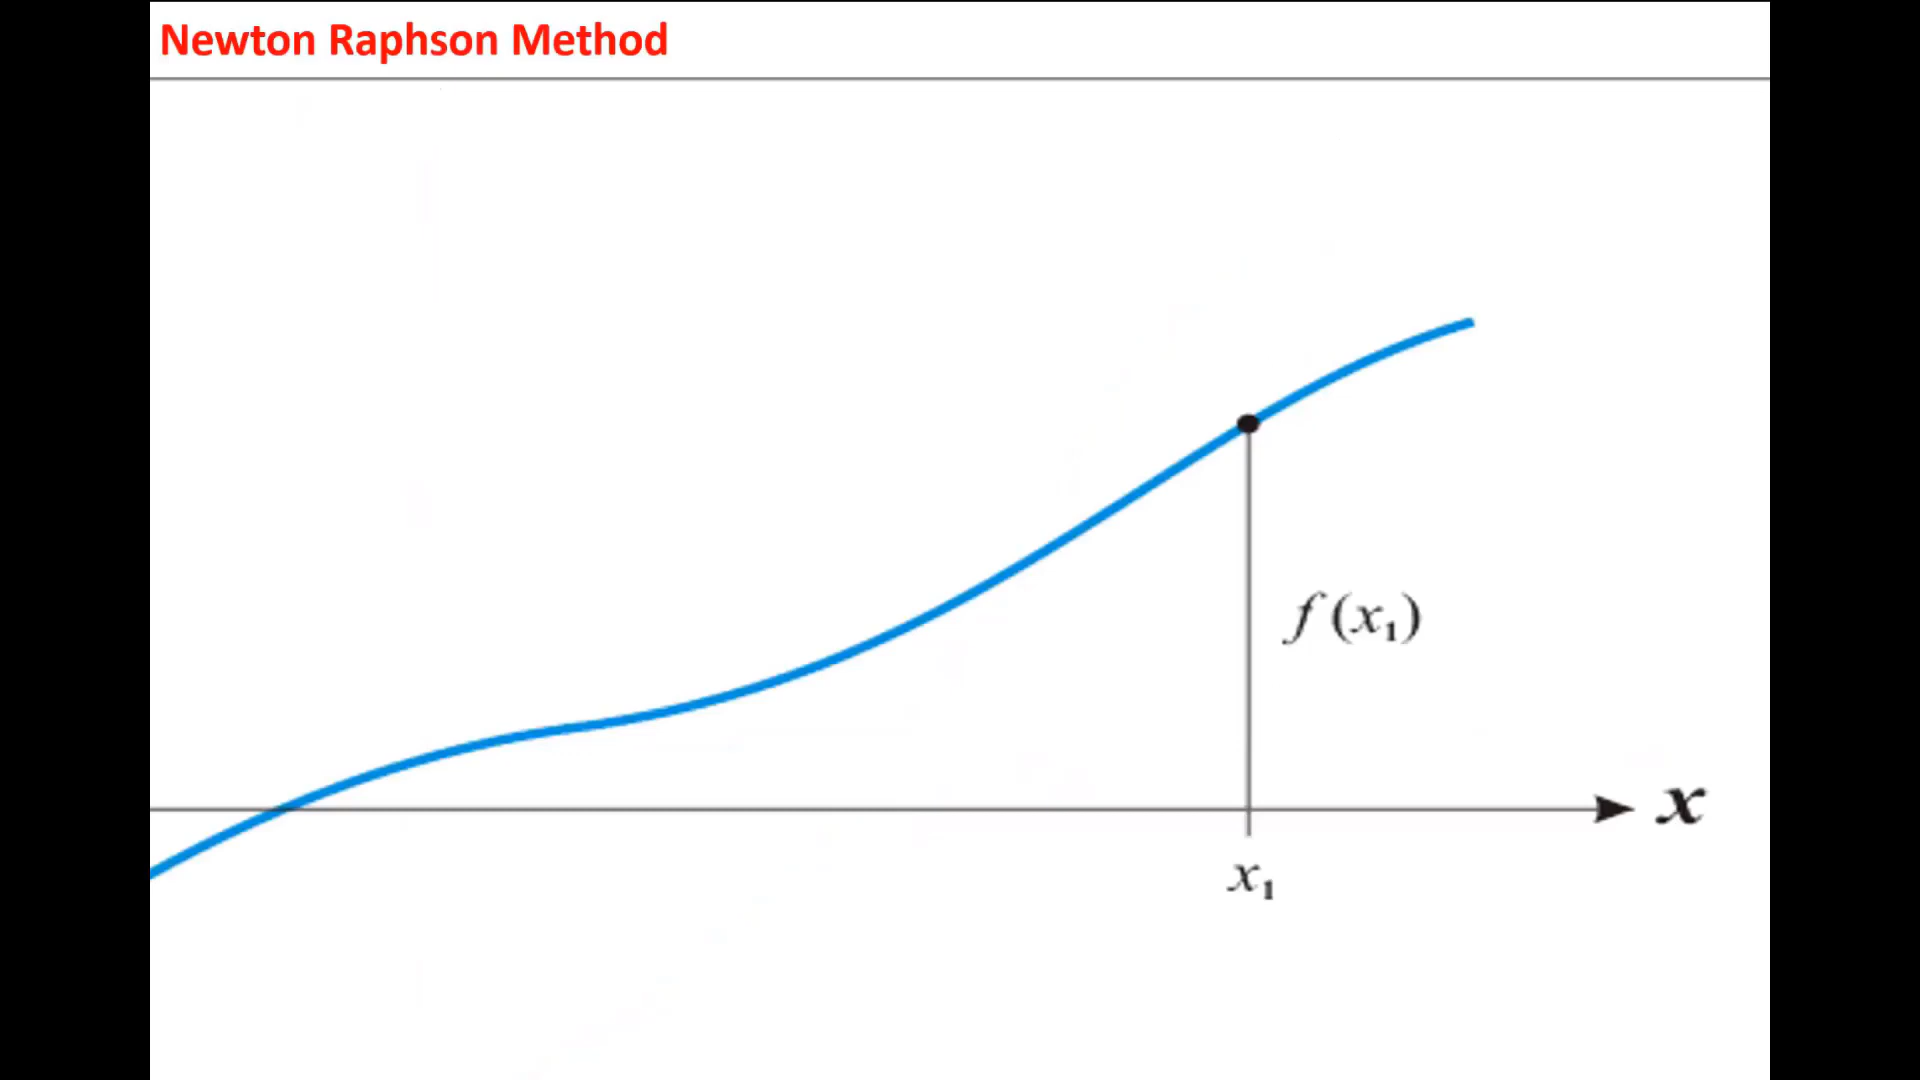 Newton Raphson Method
f(x₁)
x
x₁